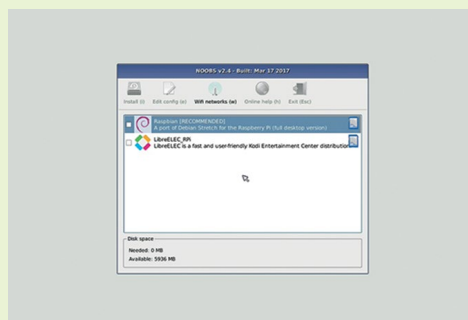 NOOBS v2.4 - Built: Mar 17 2017
Install (i)
Edit config (e)
Wifi networks (w)
Online help (h)
Exit (Esc)
Raspbian [RECOMMENDED]
A port of Debian Stretch for the Raspberry Pi (full desktop version)
LibreELEC_RPi
LibreELEC is a fast and user-friendly Kodi Entertainment Center distribution
Disk space
Needed: 0 MB
Available: 5936 MB